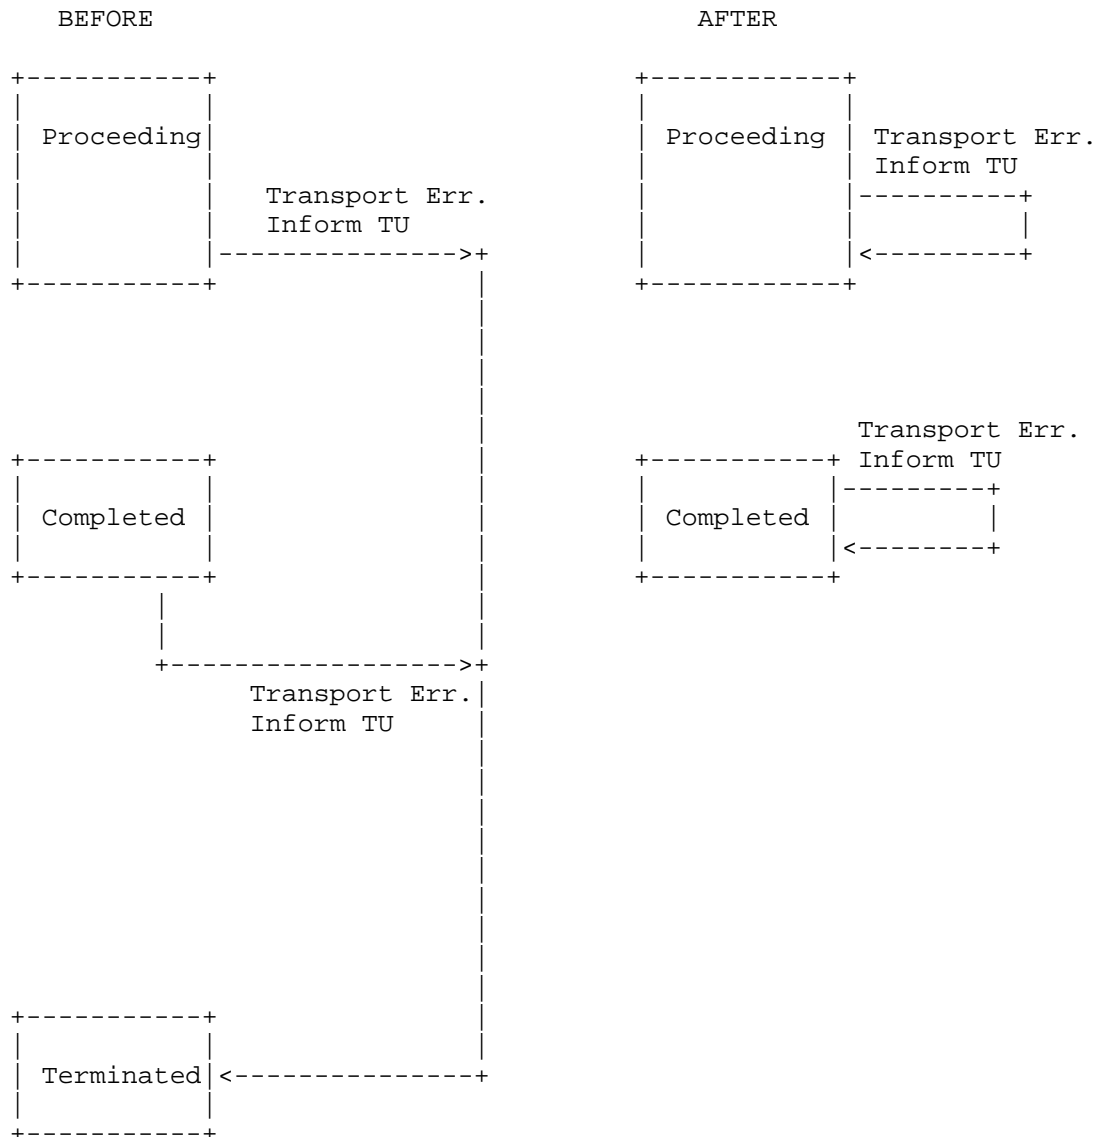 BEFORE AFTER
Proceeding Proceeding Transport Err.
Inform TU
Transport Err.
Inform TU
Transport Err.
Inform TU
Completed Completed
Transport Err.
Inform TU
Terminated